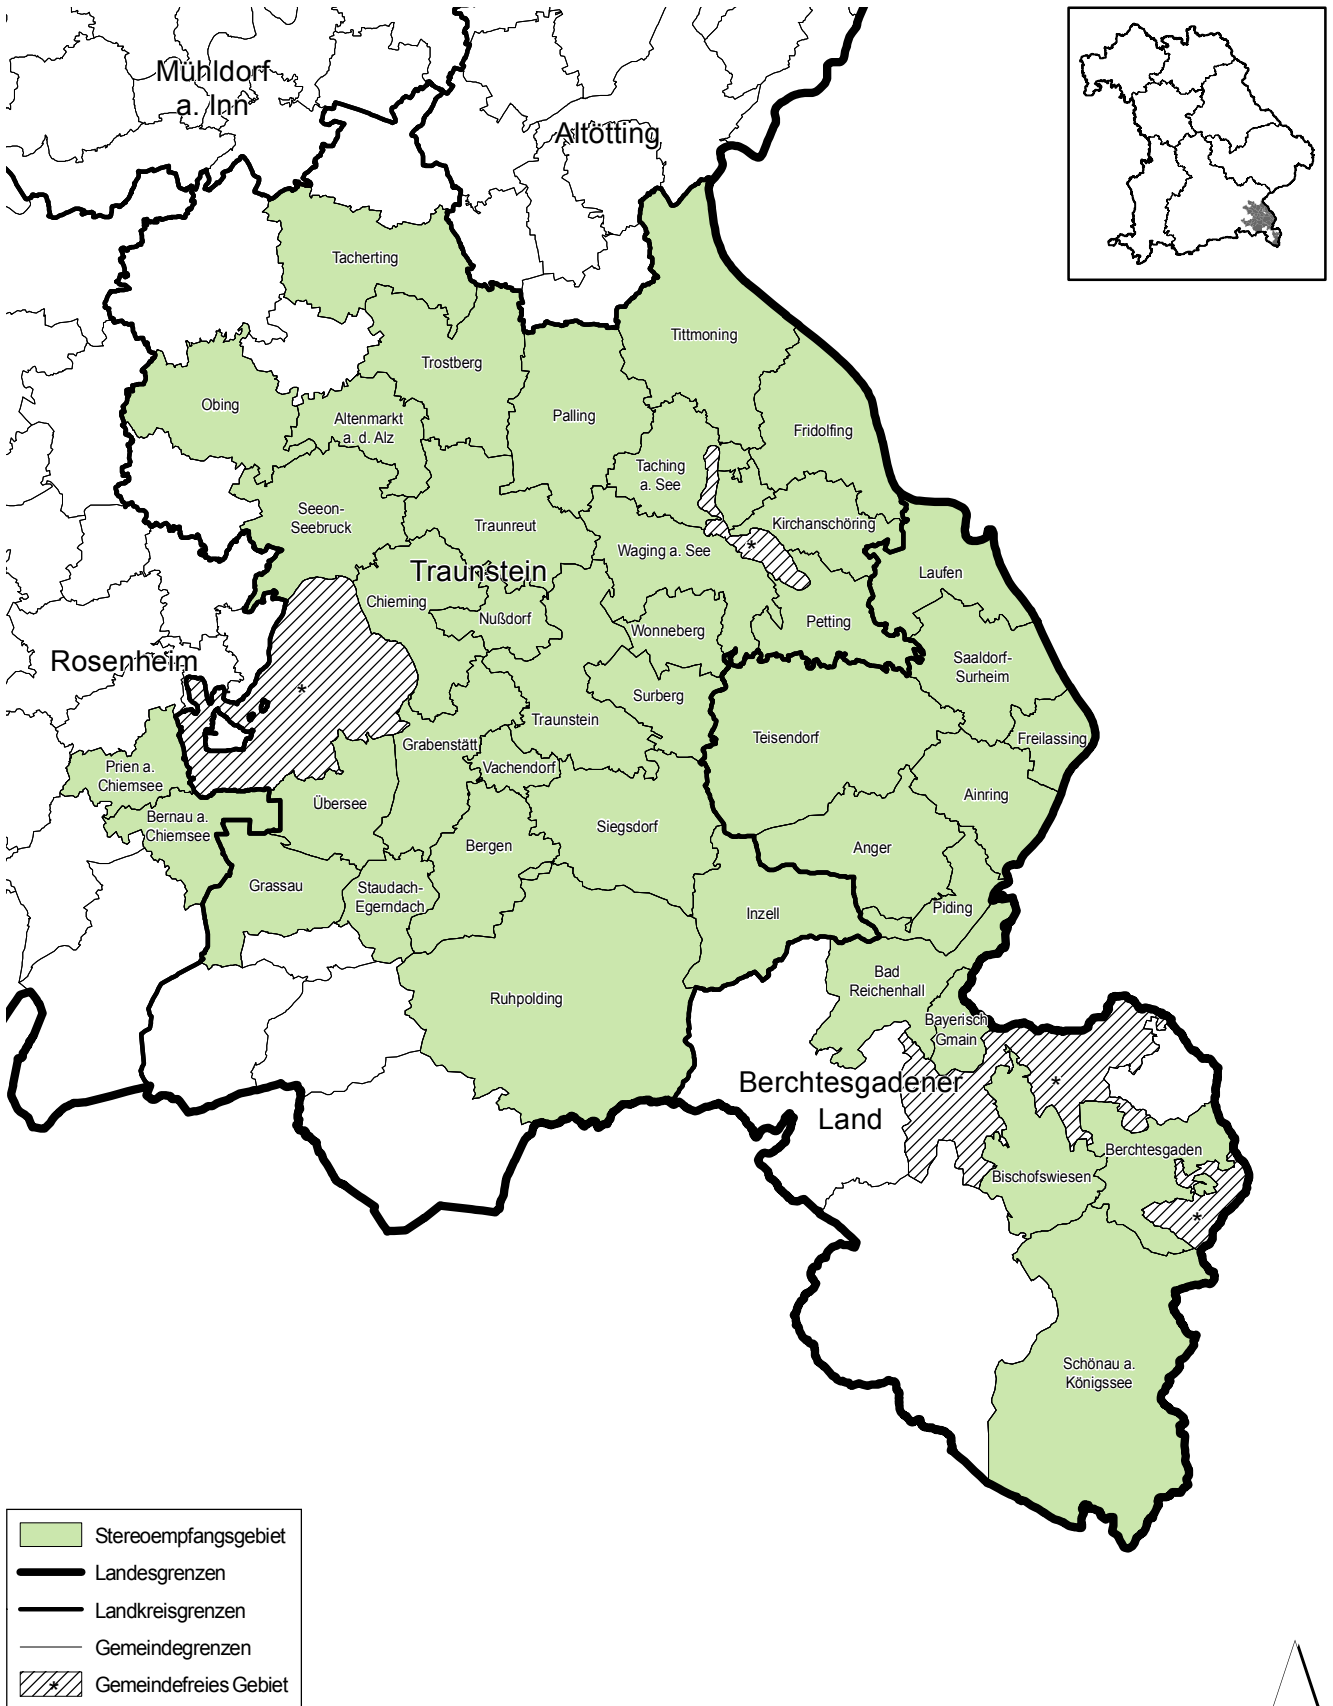 Mühldorf
a. Inn
Altötting
Tacherting
Tittmoning
Trostberg
Obing
Altenmarkt
a. d. Alz
Palling
Fridolfing
Taching
a. See
Seeon-
Seebruck
Traunreut
Kirchanschöring
*
Waging a. See
Traunstein
Laufen
Chieming
Nußdorf
Petting
Wonneberg
Rosenheim
Saaldorf-
Surheim
*
Surberg
Traunstein
Teisendorf
Freilassing
Grabenstätt
Prien a.
Chiemsee
Vachendorf
Ainring
Übersee
Bernau a.
Chiemsee
Siegsdorf
Bergen
Anger
Grassau
Staudach-
Egerndach
Inzell
Piding
Bad
Reichenhall
Ruhpolding
Bayerisch
Gmain
Berchtesgadener
Land
*
Berchtesgaden
Bischofswiesen
*
Schönau a.
Königssee
Stereoempfangsgebiet
Landesgrenzen
Landkreisgrenzen
Gemeindegrenzen
* Gemeindefreies Gebiet